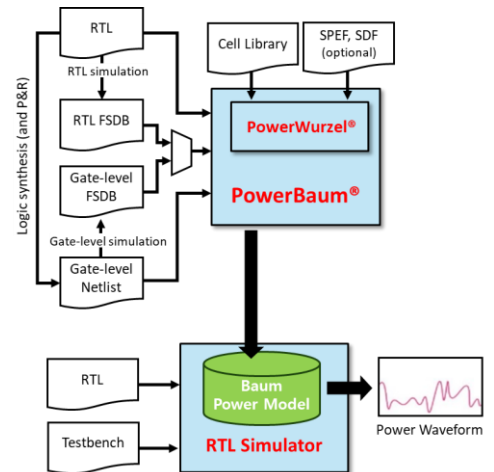 RTL
RTL simulation
RTL FSDB
Gate-level
FSDB
Gate-level simulation
Gate-level
Netlist
Logic synthesis (and P&R)
Cell Library
SPEF, SDF
(optional)
PowerWurzel®
PowerBaum®
RTL
Testbench
Baum
Power Model
RTL Simulator
Power Waveform